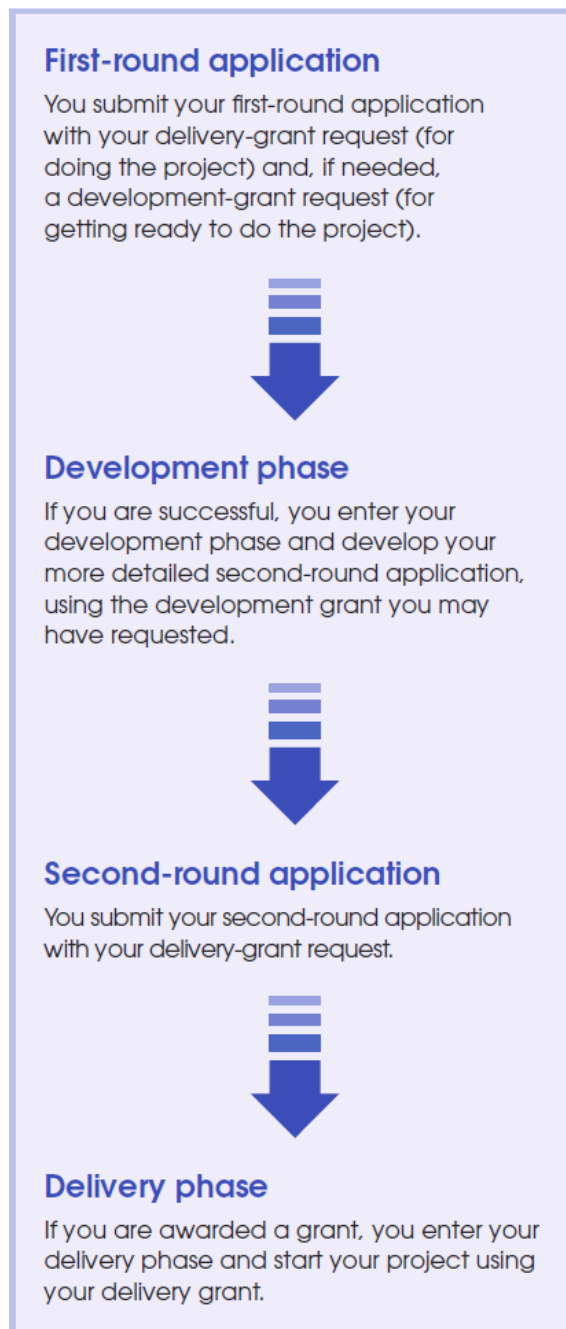 First-round application
You submit your first-round application
with your delivery-grant request (for
doing the project) and, if needed,
a development-grant request (for
getting ready to do the project).
Development phase
If you are successful, you enter your
development phase and develop your
more detailed second-round application,
using the development grant you may
have requested.
Second-round application
You submit your second-round application
with your delivery-grant request.
Delivery phase
If you are awarded a grant, you enter your
delivery phase and start your project using
your delivery grant.